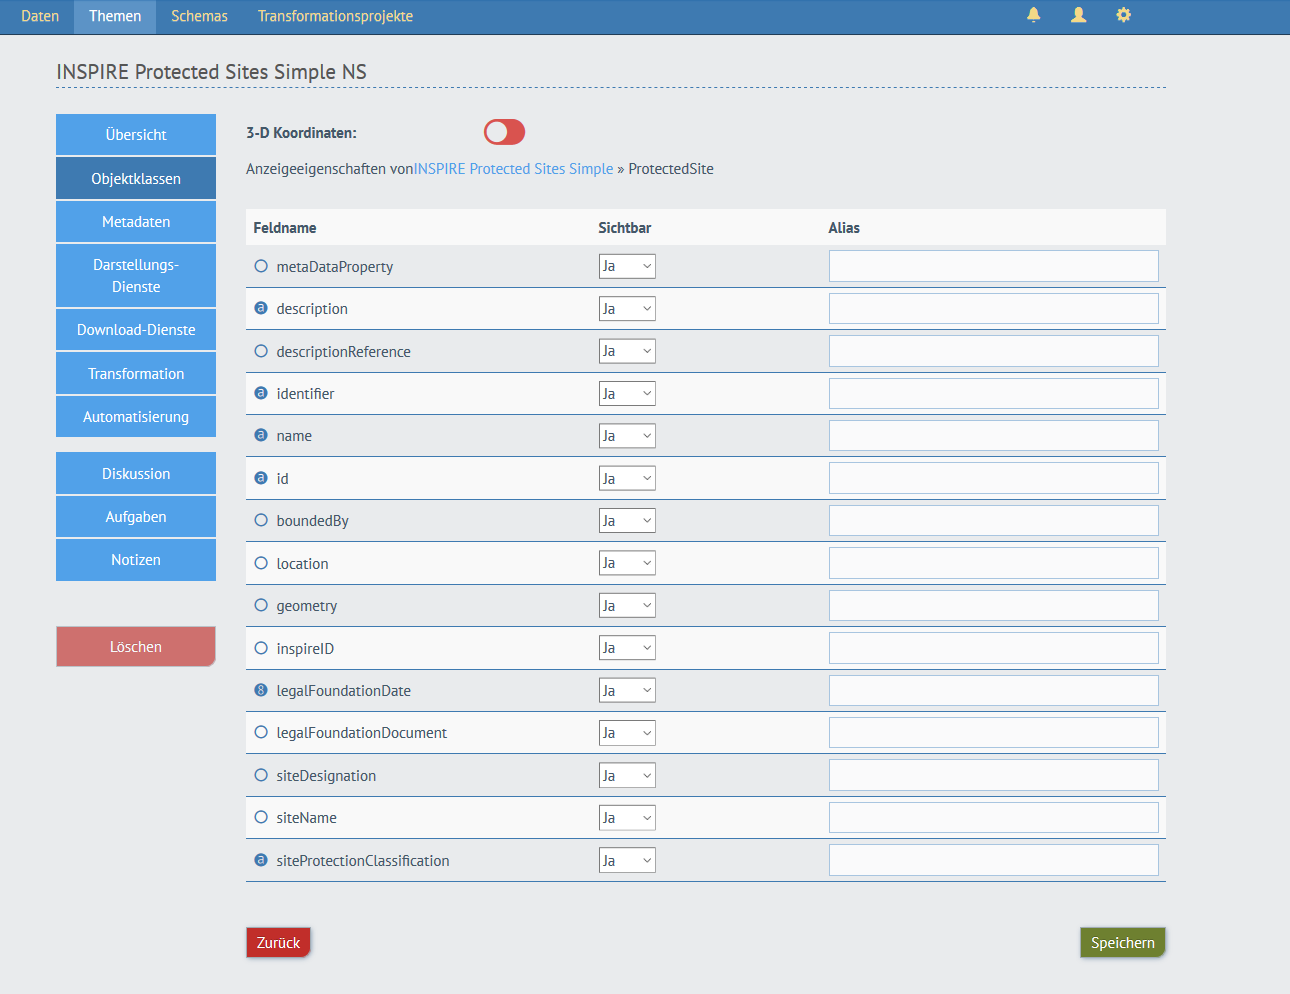 Daten Themen Schemas Transformationsprojekte
INSPIRE Protected Sites Simple NS
Übersicht
Objektklassen
Metadaten
Darstellungs-
Dienste
Download-Dienste
Transformation
Automatisierung
Diskussion
Aufgaben
Notizen
Löschen
3-D Koordinaten:
Anzeigeeigenschaften vonINSPIRE Protected Sites Simple » ProtectedSite
Feldname Sichtbar Alias
metaDataProperty Ja
a description Ja
descriptionReference Ja
a identifier Ja
a name Ja
a id Ja
boundedBy Ja
location Ja
geometry Ja
inspireID Ja
8 legalFoundationDate Ja
legalFoundationDocument Ja
siteDesignation Ja
siteName Ja
a siteProtectionClassification Ja
Zurück Speichern